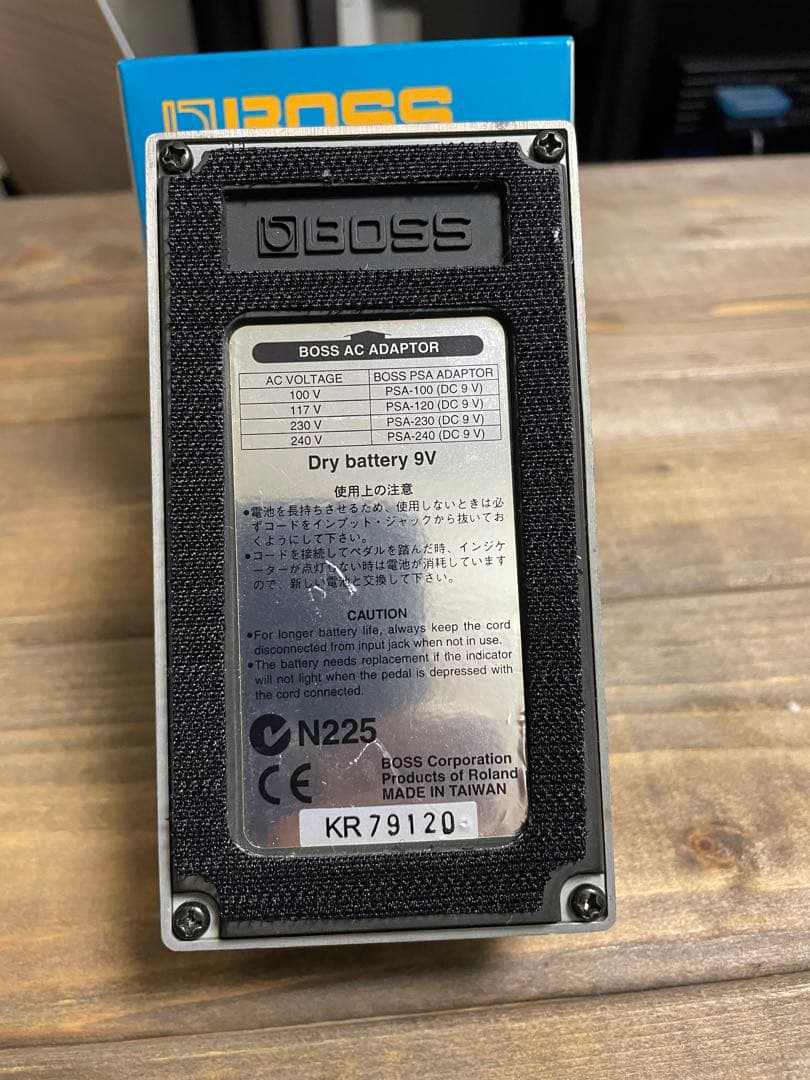 BOSS
BOSS
BOSS AC ADAPTOR
AC VOLTAGE BOSS PSA ADAPTOR
100 V PSA-100 (DC 9 V)
117 V PSA-120 (DC 9 V)
230 V PSA-230 (DC 9 V)
240 V PSA-240 (DC 9 V)
Dry battery 9V
使用上の注意
●電池を長持ちさせるため、使用しないときは必
ずコードをインプット・ジャックから抜いてお
くようにして下さい。
●コードを接続してペダルを踏んだ時、インジケ
ーターが点灯しない時は電池が消耗しています
ので、新しい電池と交換して下さい。
CAUTION
●For longer battery life, always keep the cord
disconnected from input jack when not in use.
●The battery needs replacement if the indicator
will not light when the pedal is depressed with
the cord connected.
N225
CE
BOSS Corporation
Products of Roland
MADE IN TAIWAN
KR79120